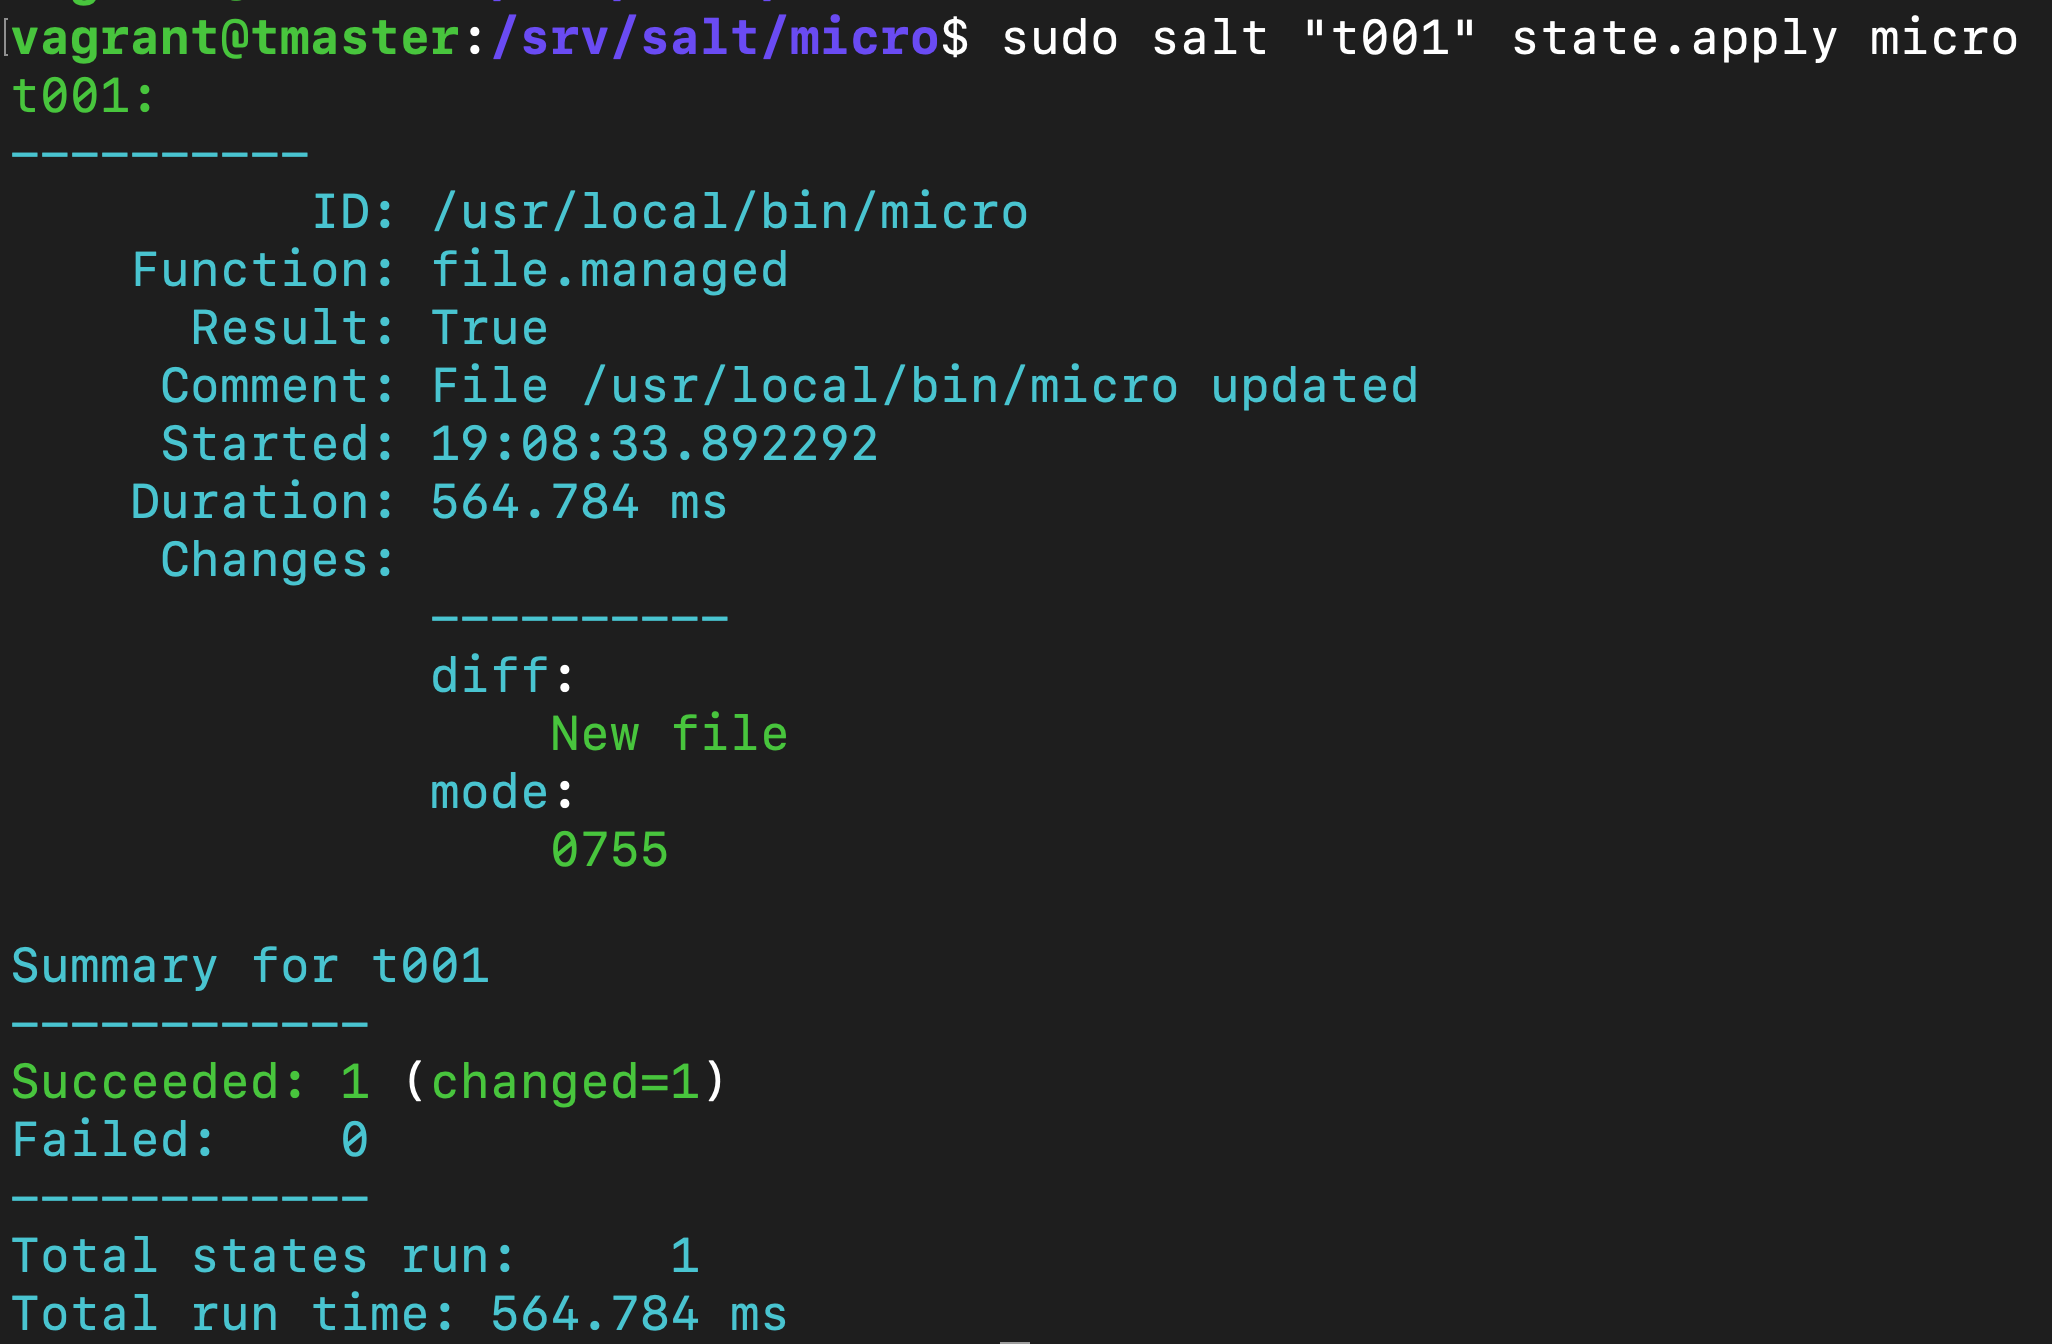 vagrant@tmaster:/srv/salt/micro$ sudo salt "t001" state.apply micro
t001:
----------
          ID: /usr/local/bin/micro
    Function: file.managed
      Result: True
     Comment: File /usr/local/bin/micro updated
     Started: 19:08:33.892292
    Duration: 564.784 ms
     Changes:
              ----------
              diff:
                  New file
              mode:
                  0755
Summary for t001
------------
Succeeded: 1 (changed=1)
Failed:    0
------------
Total states run:     1
Total run time: 564.784 ms